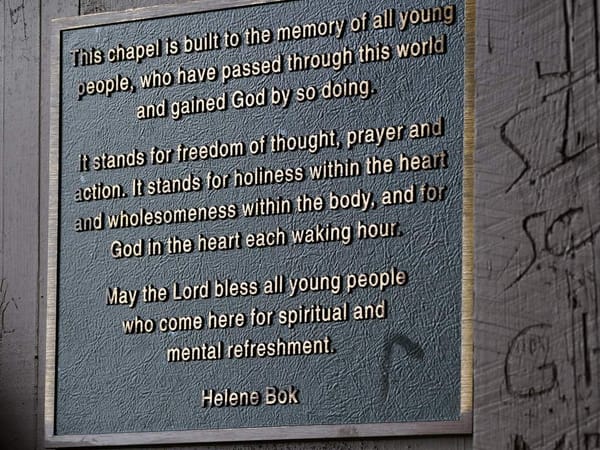 This chapel is built to the memory of all young
people, who have passed through this world
and gained God by so doing.
It stands for freedom of thought, prayer and
action. It stands for holiness within the heart
and wholesomeness within the body, and for
God in the heart each waking hour.
May the Lord bless all young people
who come here for spiritual and
mental refreshment.
Helene Bok